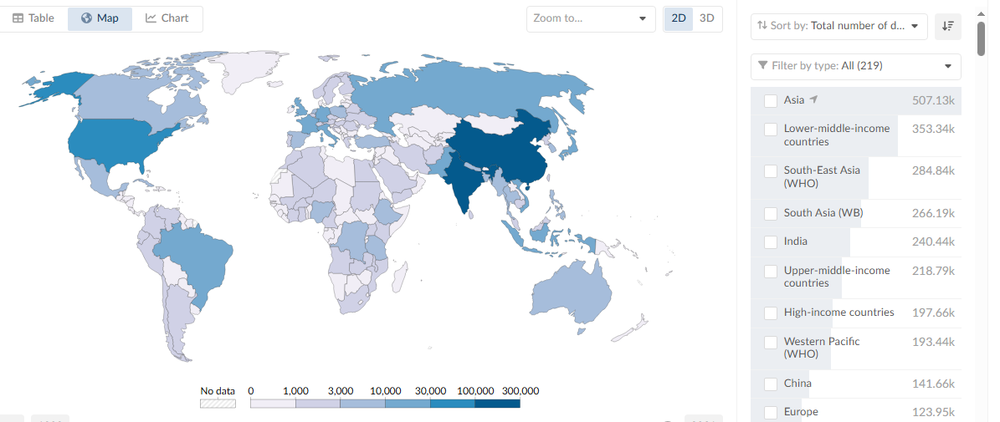 Table
Map
Chart
Zoom to...
2D
3D
Sort by: Total number of d...
Filter by type: All (219)
Asia
507.13k
Lower-middle-income
countries
353.34k
South-East Asia
(WHO)
284.84k
South Asia (WB)
266.19k
India
240.44k
Upper-middle-income
countries
218.79k
High-income countries
197.66k
Western Pacific
(WHO)
193.44k
China
141.66k
Europe
123.95k
No data
0
1,000
3,000
10,000
30,000
100,000
300,000